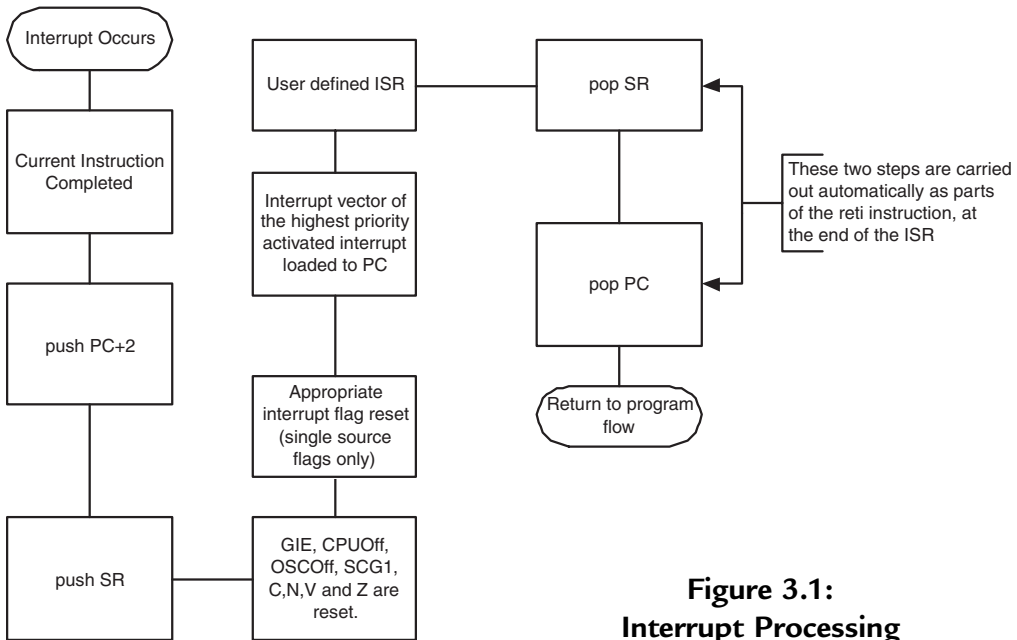 Interrupt Occurs
Current Instruction
Completed
push PC+2
push SR
GIE, CPUOff,
OSCOff, SCG1,
C,N,V and Z are
reset.
Appropriate
interrupt flag reset
(single source
flags only)
Interrupt vector of
the highest priority
activated interrupt
loaded to PC
User defined ISR
pop SR
pop PC
Return to program
flow
These two steps are carried
out automatically as parts
of the reti instruction, at
the end of the ISR
Figure 3.1:
Interrupt Processing